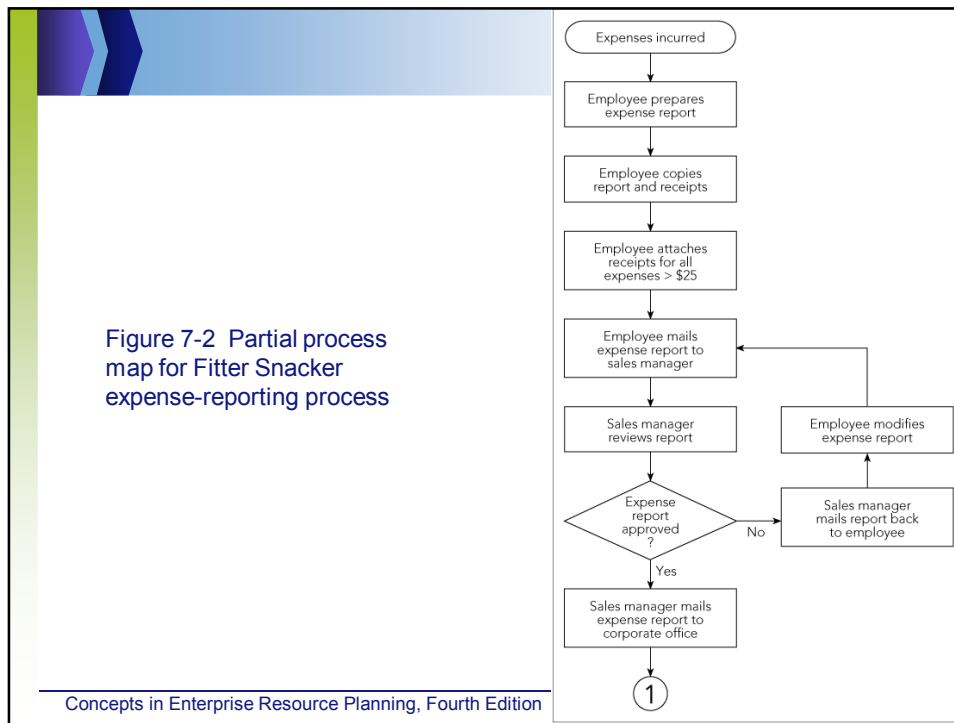 Figure 7-2  Partial process
map for Fitter Snacker
expense-reporting process
Concepts in Enterprise Resource Planning, Fourth Edition
Expenses incurred
Employee prepares
expense report
Employee copies
report and receipts
Employee attaches
receipts for all
expenses > $25
Employee mails
expense report to
sales manager
Sales manager
reviews report
Expense
report
approved
?
No
Sales manager
mails report back
to employee
Employee modifies
expense report
Yes
Sales manager mails
expense report to
corporate office
1